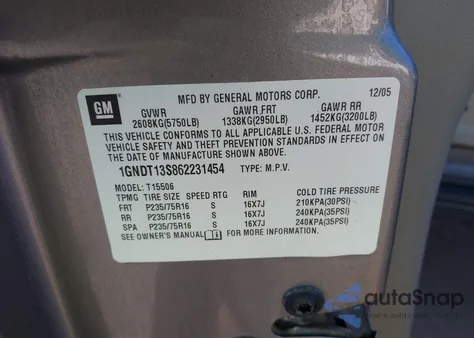 MFD BY GENERAL MOTORS CORP. 12/05
GM
GVWR GAWR FRT GAWR RR
2608KG(5750LB) 1338KG(2950LB) 1452KG(3200LB)
THIS VEHICLE CONFORMS TO ALL APPLICABLE U.S. FEDERAL MOTOR
VEHICLE SAFETY AND THEFT PREVENTION STANDARDS IN EFFECT
ON THE DATE OF MANUFACTURE SHOWN ABOVE.
1GNDT13S862231454 TYPE: M.P.V.
MODEL: T15506
TPMG TIRE SIZE SPEED RTG RIM COLD TIRE PRESSURE
FRT P235/75R16 S 16X7J 210KPA(30PSI)
RR P235/75R16 S 16X7J 240KPA(35PSI)
SPA P235/75R16 S 16X7J 240KPA(35PSI)
SEE OWNER'S MANUAL FOR MORE INFORMATION.
autoSnap